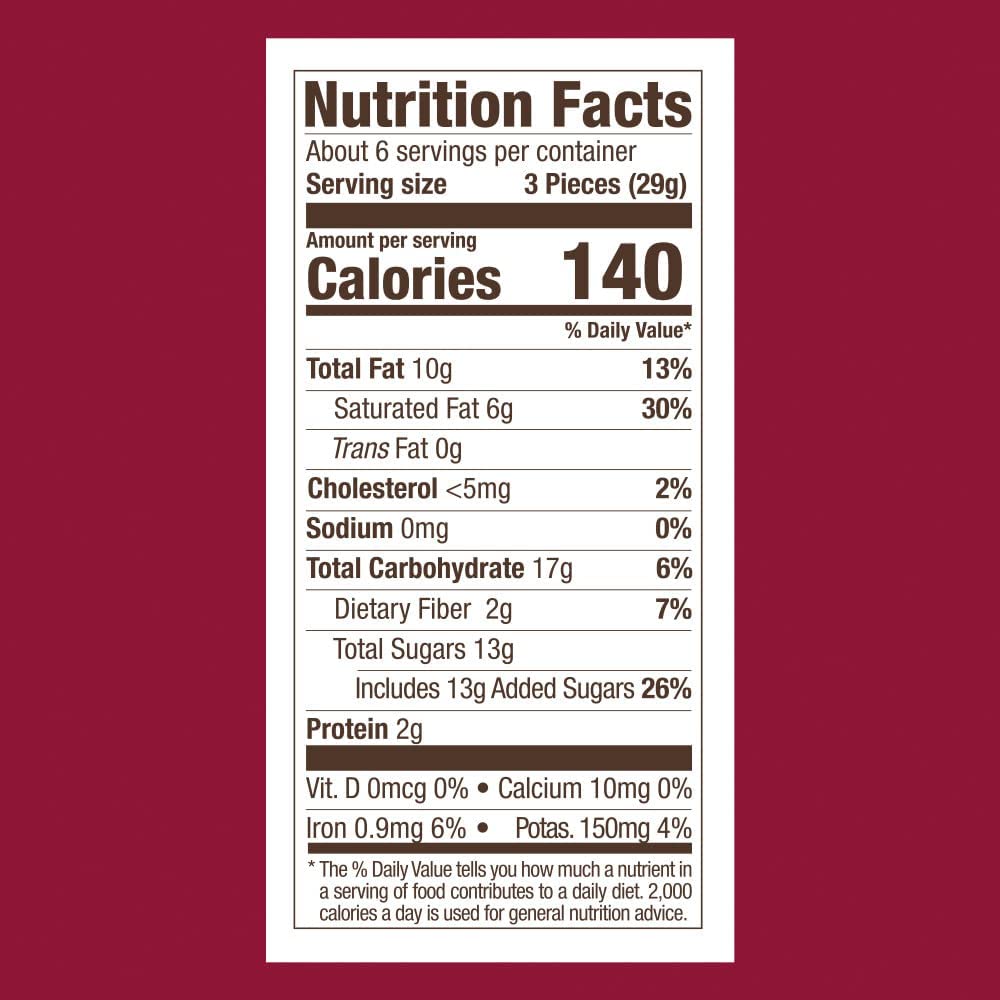 Nutrition Facts
About 6 servings per container
Serving size 3 Pieces (29g)
Amount per serving
Calories 140
% Daily Value*
Total Fat 10g 13%
Saturated Fat 6g 30%
Trans Fat 0g
Cholesterol <5mg 2%
Sodium 0mg 0%
Total Carbohydrate 17g 6%
Dietary Fiber 2g 7%
Total Sugars 13g
Includes 13g Added Sugars 26%
Protein 2g
Vit. D 0mcg 0% • Calcium 10mg 0%
Iron 0.9mg 6% • Potas. 150mg 4%
* The % Daily Value tells you how much a nutrient in
a serving of food contributes to a daily diet. 2,000
calories a day is used for general nutrition advice.